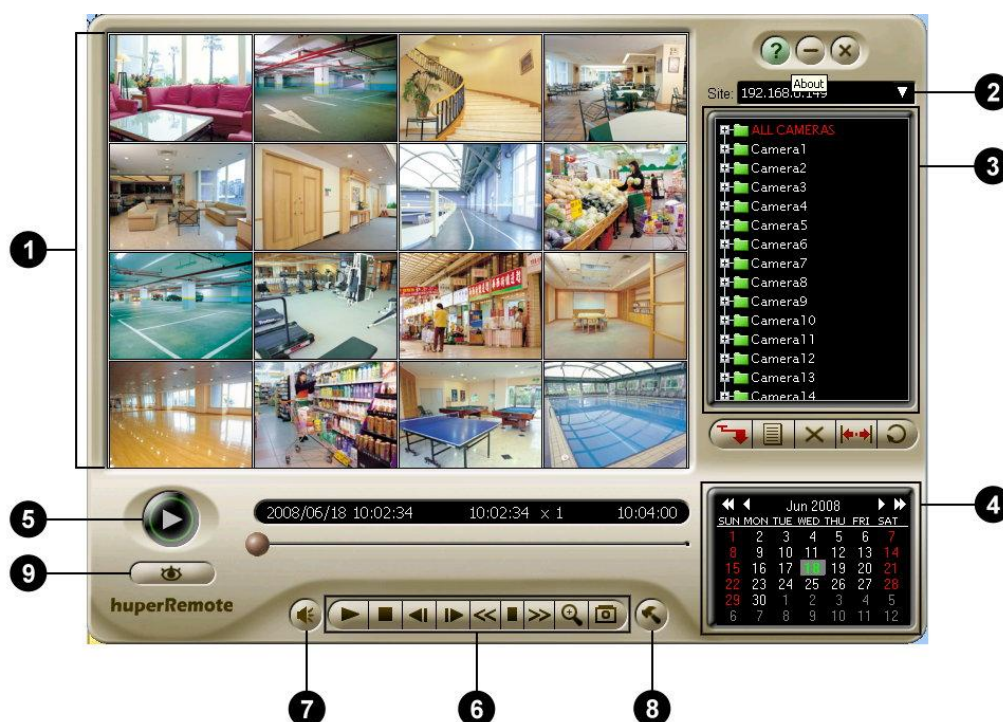 1
2
3
4
5
6
7
8
9
?
About
Site: 192.168.0.149
ALL CAMERAS
Camera1
Camera2
Camera3
Camera4
Camera5
Camera6
Camera7
Camera8
Camera9
Camera10
Camera11
Camera12
Camera13
Camera14
2008/06/18 10:02:34 10:02:34 × 1 10:04:00
huperRemote
Jun 2008
SUN MON TUE WED THU FRI SAT
1 2 3 4 5 6 7
8 9 10 11 12 13 14
15 16 17 18 19 20 21
22 23 24 25 26 27 28
29 30 1 2 3 4 5
6 7 8 9 10 11 12